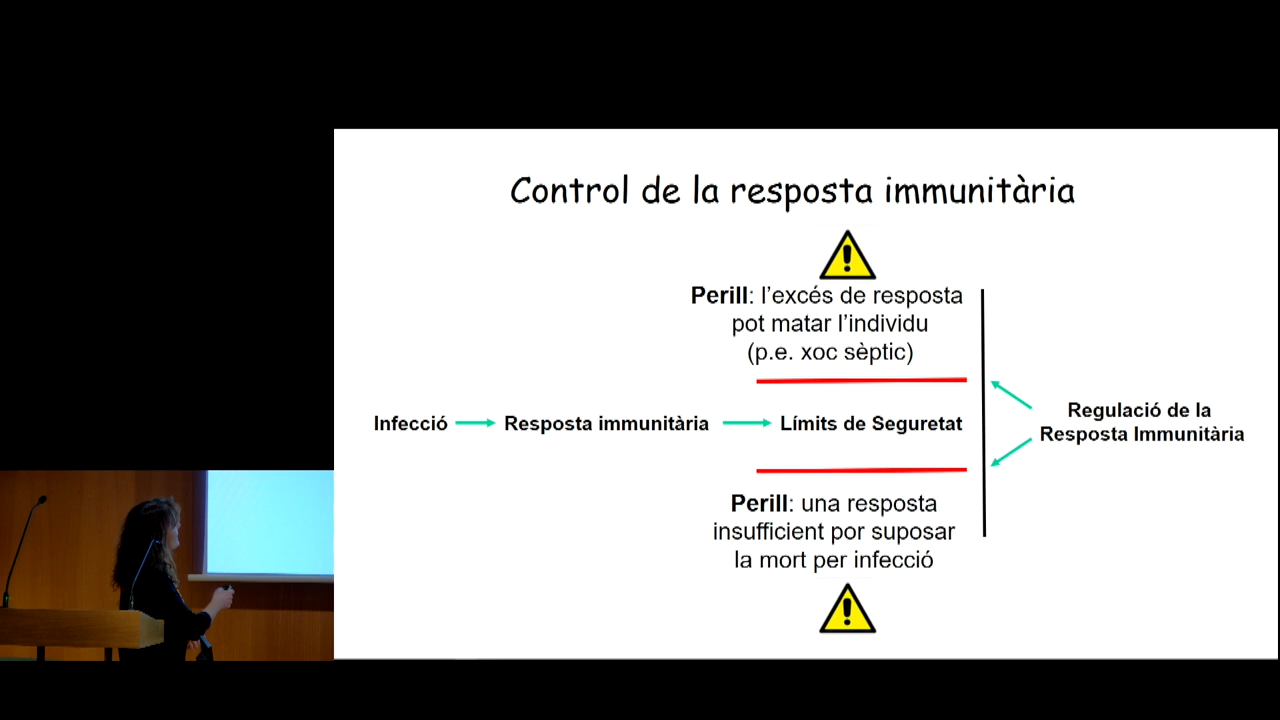 Control de la resposta immunitària
Perill: l'excés de resposta
pot matar l'individu
(p.e. xoc sèptic)
Infecció
Resposta immunitària
Límits de Seguretat
Regulació de la
Resposta Immunitària
Perill: una resposta
insufficient por suposar
la mort per infecció